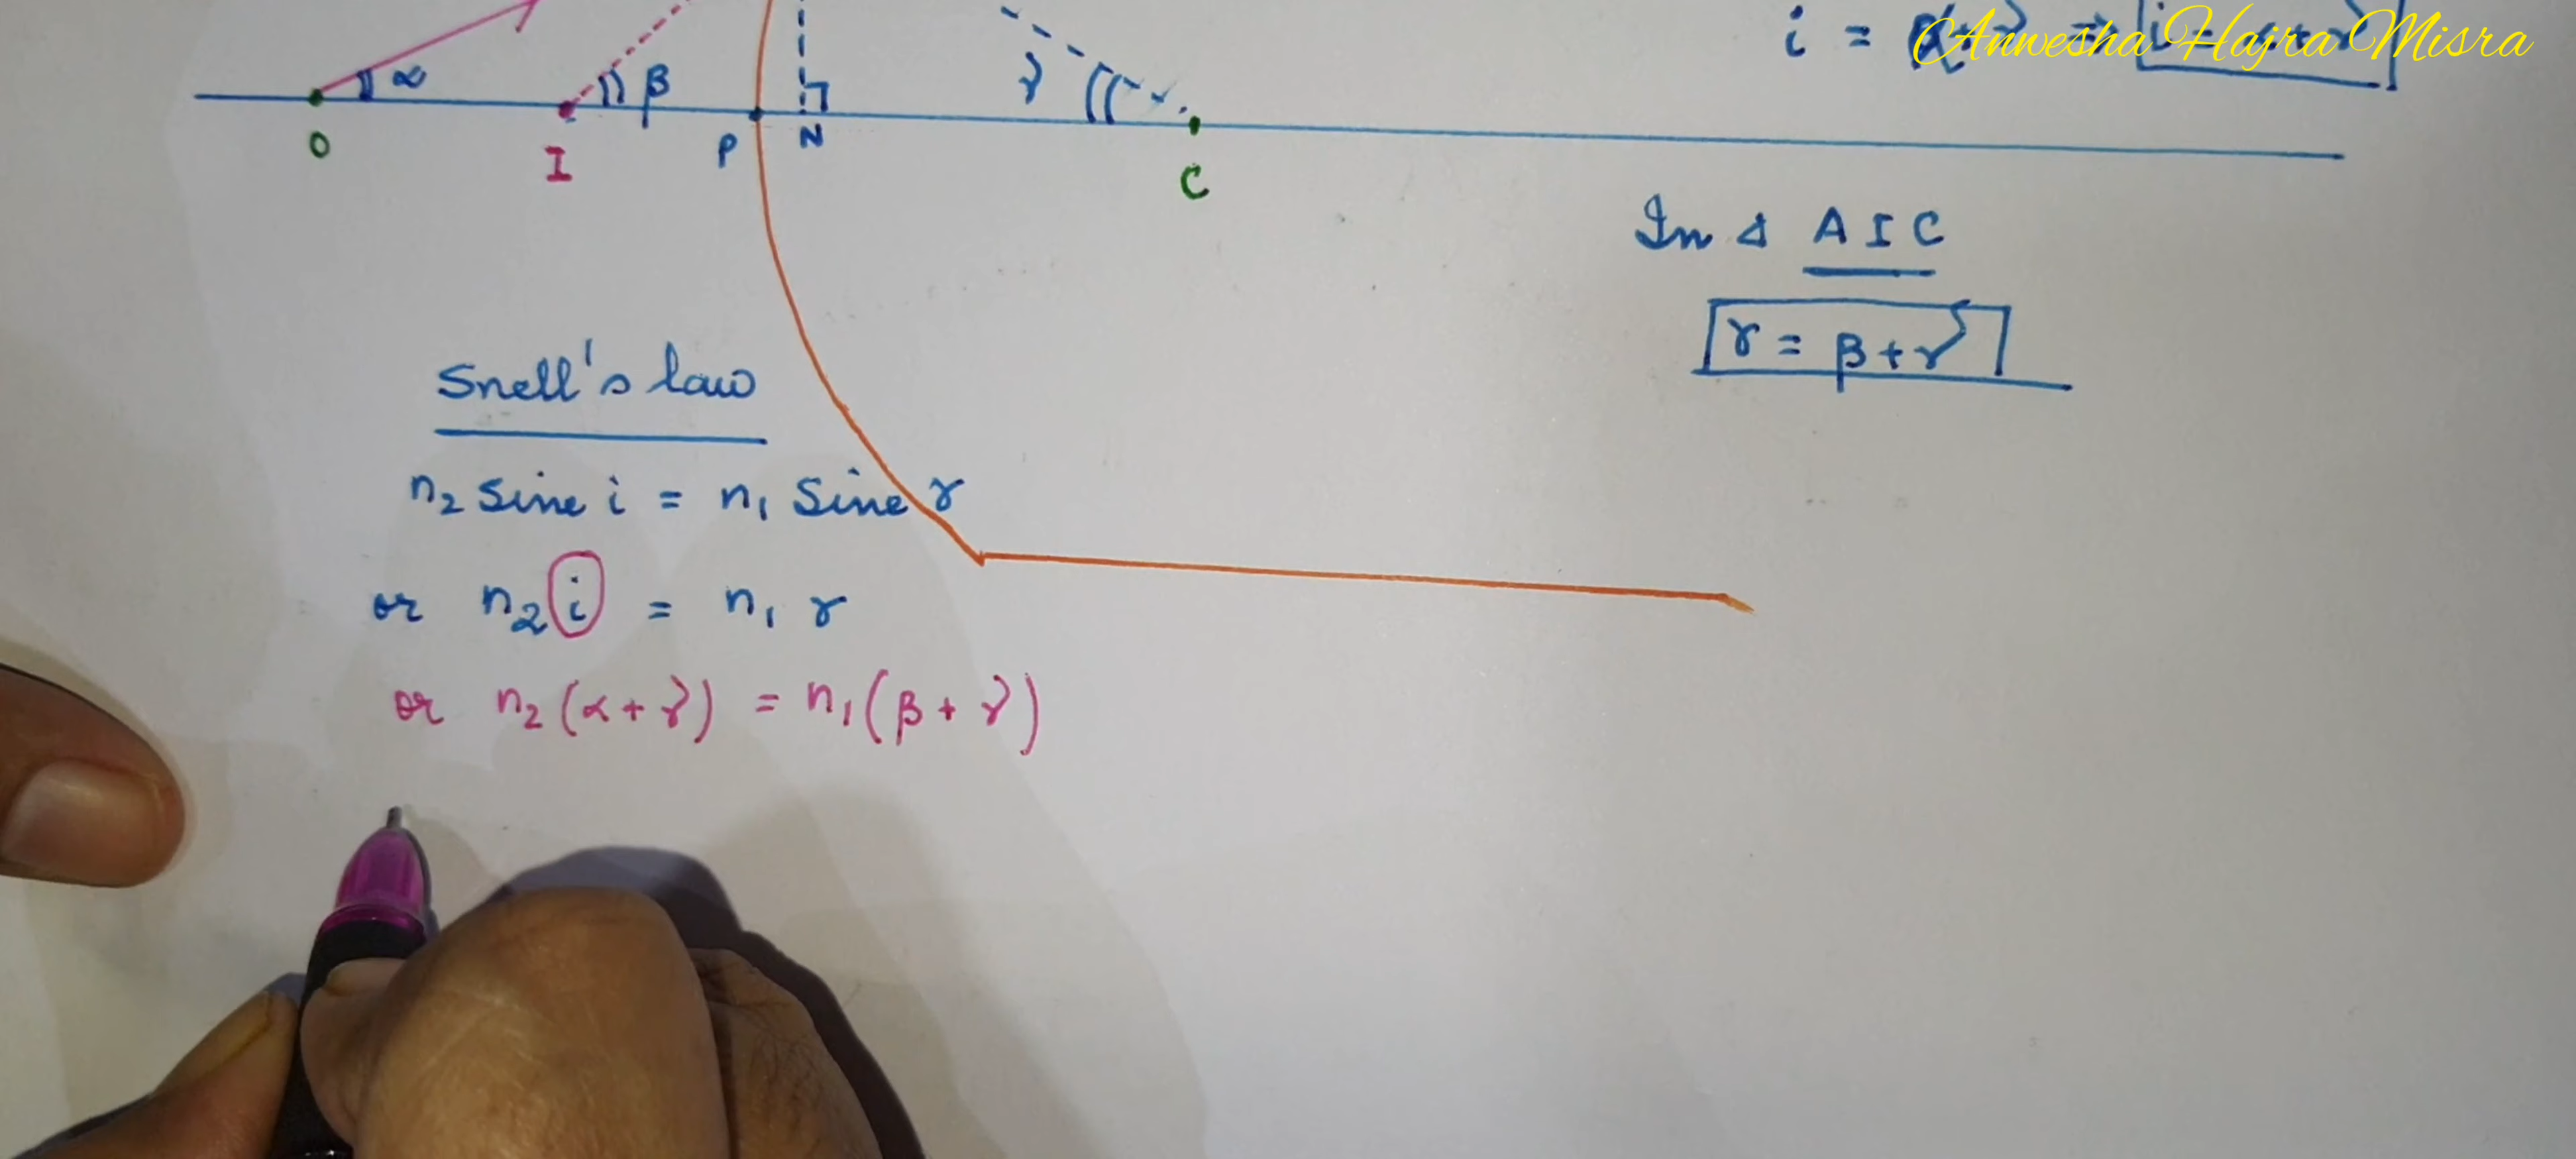 i =
Anwesha Hajra Misra
α
β
γ
O
I
P
N
C
In Δ AIC
r = β + γ
Snell's law
n₂ sine i = n₁ sine r
or n₂ i = n₁ r
or n₂ (α + γ) = n₁ (β + γ)